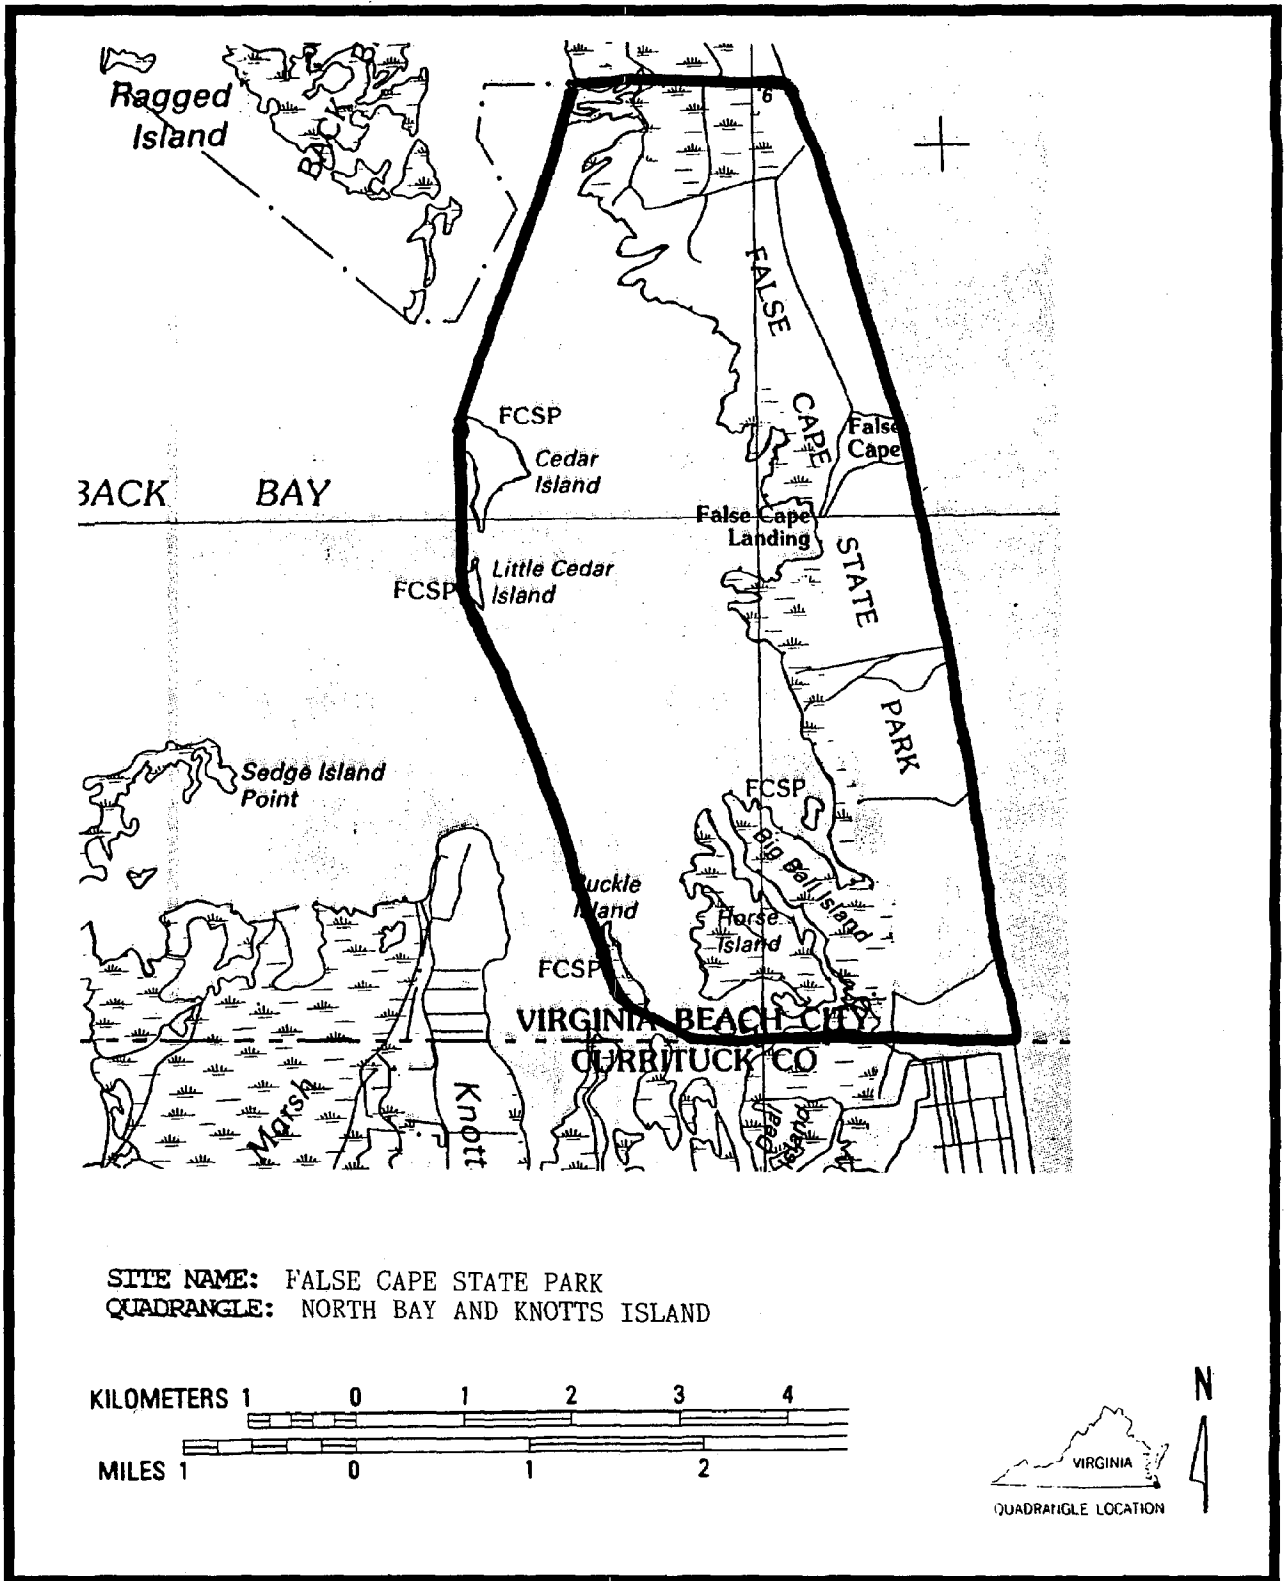 Ragged
Island
BACK B
6
FALSE
CAPE
STATE
PARK
FCSP
Cedar
Island
False
Cape
BACK BAY
False Cape
Landing
Little Cedar
Island
FCSP
Sedge Island
Point
FCSP
Big Ball Island
Buckle
Island
Horse
Island
FCSP
VIRGINIA BEACH CITY
CURRITUCK CO
Marsh
Knott
Deal
Island
SITE NAME: FALSE CAPE STATE PARK
QUADRANGLE: NORTH BAY AND KNOTTS ISLAND
KILOMETERS 1 0 1 2 3 4
MILES 1 0 1 2
N
VIRGINIA
QUADRANGLE LOCATION